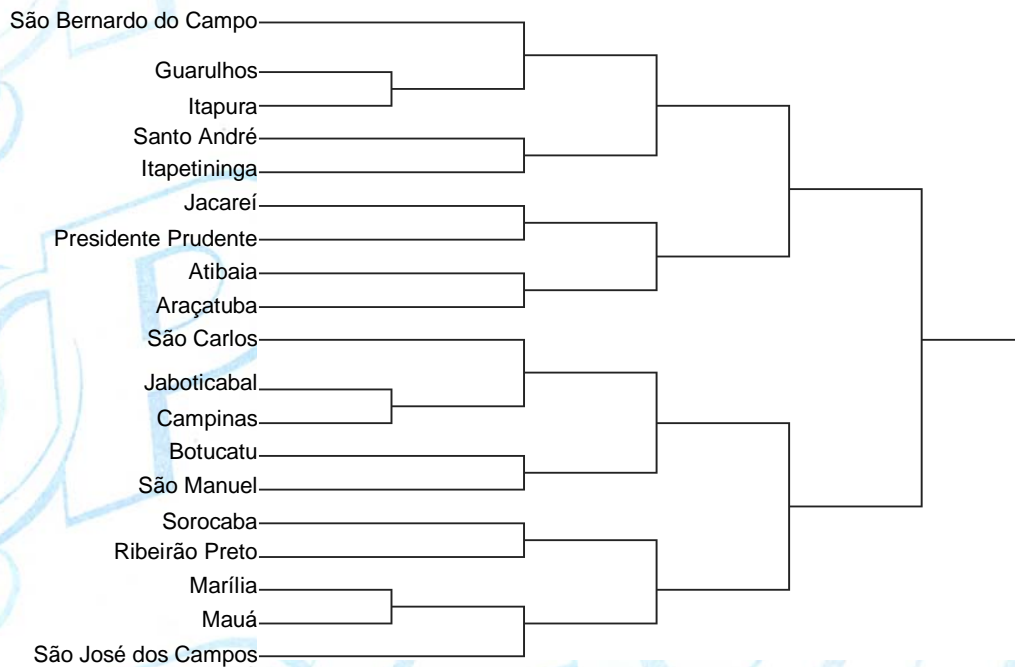 São Bernardo do Campo
Guarulhos
Itapura
Santo André
Itapetininga
Jacareí
Presidente Prudente
Atibaia
Araçatuba
São Carlos
Jaboticabal
Campinas
Botucatu
São Manuel
Sorocaba
Ribeirão Preto
Marília
Mauá
São José dos Campos